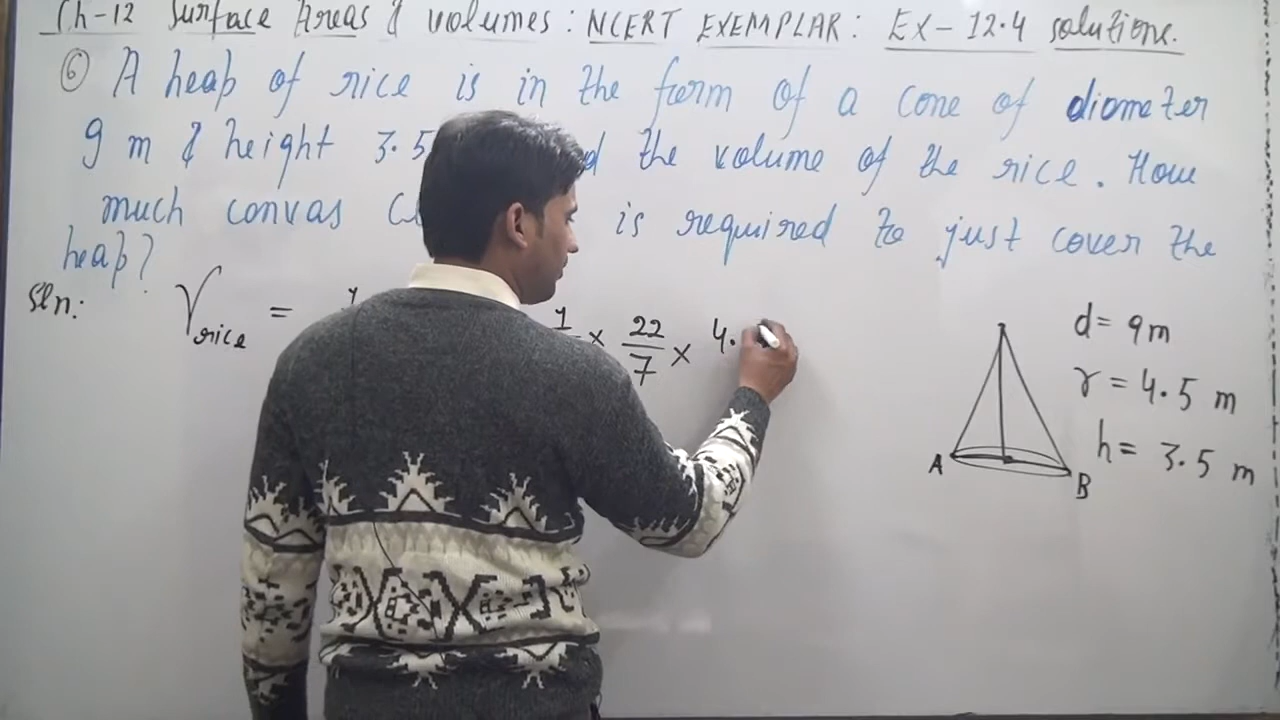 Ch-12 Surface Areas & volumes : NCERT EXEMPLAR : Ex- 12.4 solutions.
⑥ A heap of rice is in the form of a cone of diameter
9 m & height 3.5 the volume of the rice. How
much canvas is required to just cover the
heap?
Sln: V rice = 1/ × 22/7 × 4.
d = 9m
r = 4.5 m
h = 3.5 m
A
B